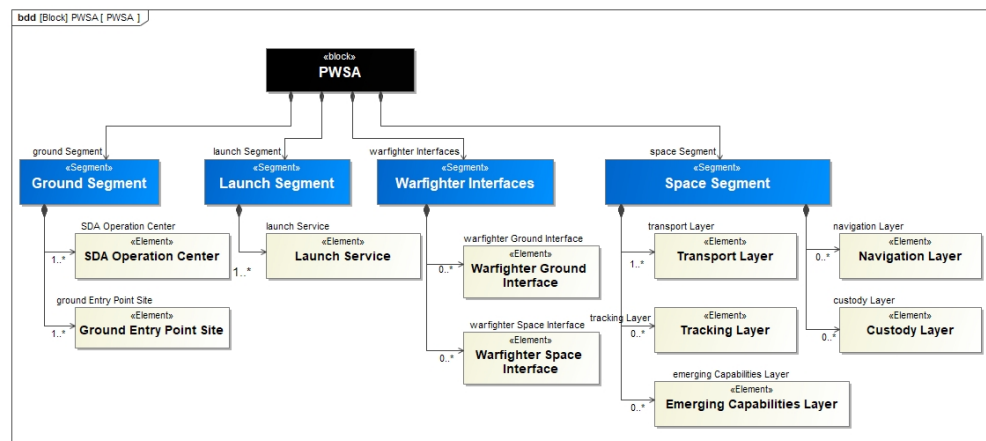 bdd [Block] PWSA [ PWSA ]
«block»
PWSA
ground Segment
launch Segment
warfighter Interfaces
space Segment
«Segment»
Ground Segment
«Segment»
Launch Segment
«Segment»
Warfighter Interfaces
«Segment»
Space Segment
SDA Operation Center
1..*
«Element»
SDA Operation Center
ground Entry Point Site
1..*
«Element»
Ground Entry Point Site
launch Service
1..*
«Element»
Launch Service
warfighter Ground Interface
0..*
«Element»
Warfighter Ground
Interface
warfighter Space Interface
0..*
«Element»
Warfighter Space
Interface
transport Layer
1..*
«Element»
Transport Layer
tracking Layer
0..*
«Element»
Tracking Layer
emerging Capabilities Layer
0..*
«Element»
Emerging Capabilities Layer
navigation Layer
0..*
«Element»
Navigation Layer
custody Layer
0..*
«Element»
Custody Layer